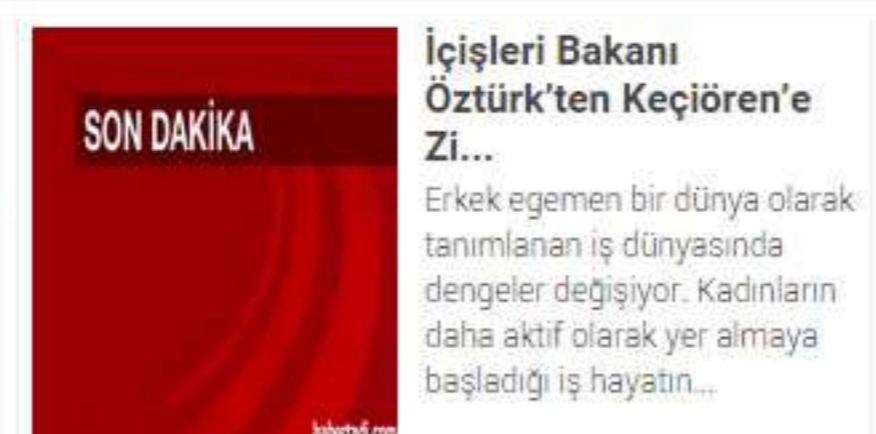 SON DAKİKA
İçişleri Bakanı
Öztürk'ten Keçiören'e
Zi...
Erkek egemen bir dünya olarak
tanımlanan iş dünyasında
dengeler değişiyor. Kadınların
daha aktif olarak yer almaya
başladığı iş hayatın...